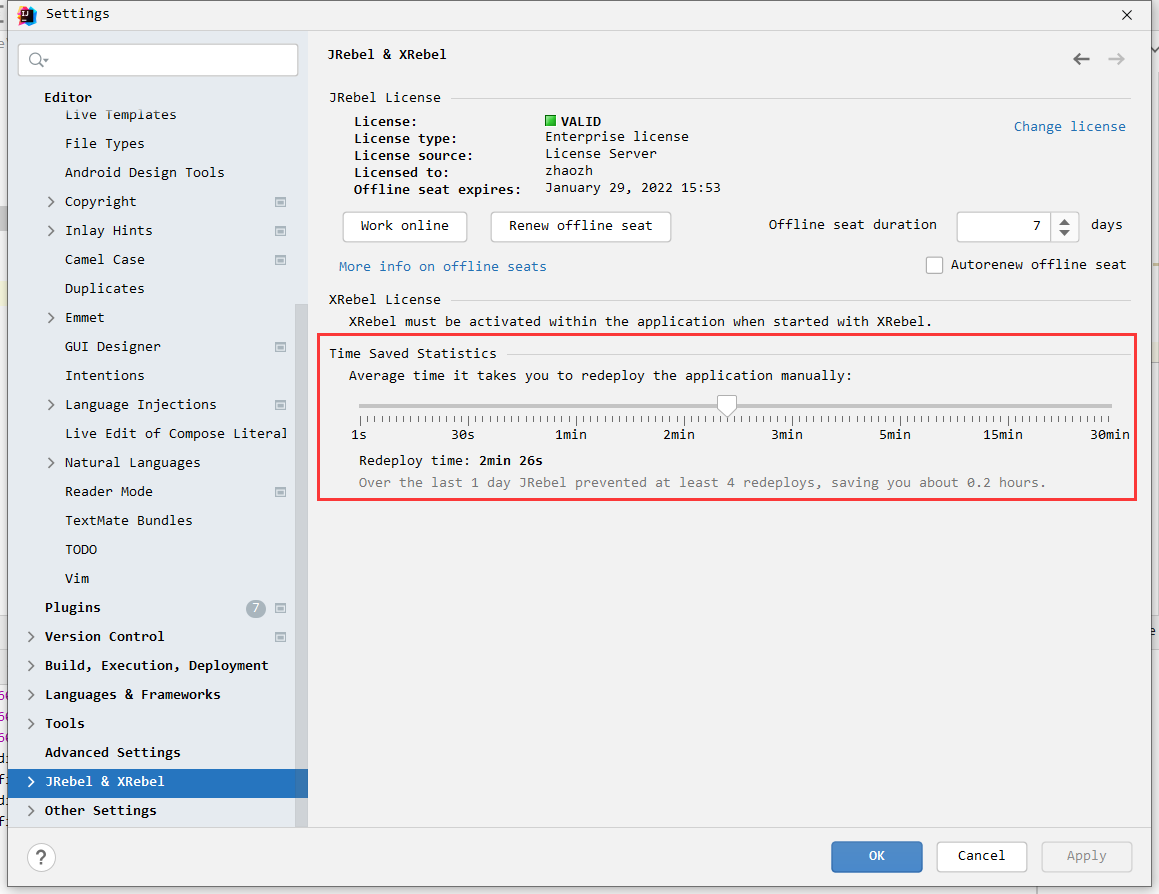 Settings
Editor
Live Templates
File Types
Android Design Tools
Copyright
Inlay Hints
Camel Case
Duplicates
Emmet
GUI Designer
Intentions
Language Injections
Live Edit of Compose Literal
Natural Languages
Reader Mode
TextMate Bundles
TODO
Vim
Plugins 7
Version Control
Build, Execution, Deployment
Languages & Frameworks
Tools
Advanced Settings
JRebel & XRebel
Other Settings
JRebel & XRebel
JRebel License
License: VALID
License type: Enterprise license
License source: License Server
Licensed to: zhaozh
Offline seat expires: January 29, 2022 15:53
Change license
Work online Renew offline seat Offline seat duration 7 days
More info on offline seats Autorenew offline seat
XRebel License
XRebel must be activated within the application when started with XRebel.
Time Saved Statistics
Average time it takes you to redeploy the application manually:
1s 30s 1min 2min 3min 5min 15min 30min
Redeploy time: 2min 26s
Over the last 1 day JRebel prevented at least 4 redeploys, saving you about 0.2 hours.
? OK Cancel Apply